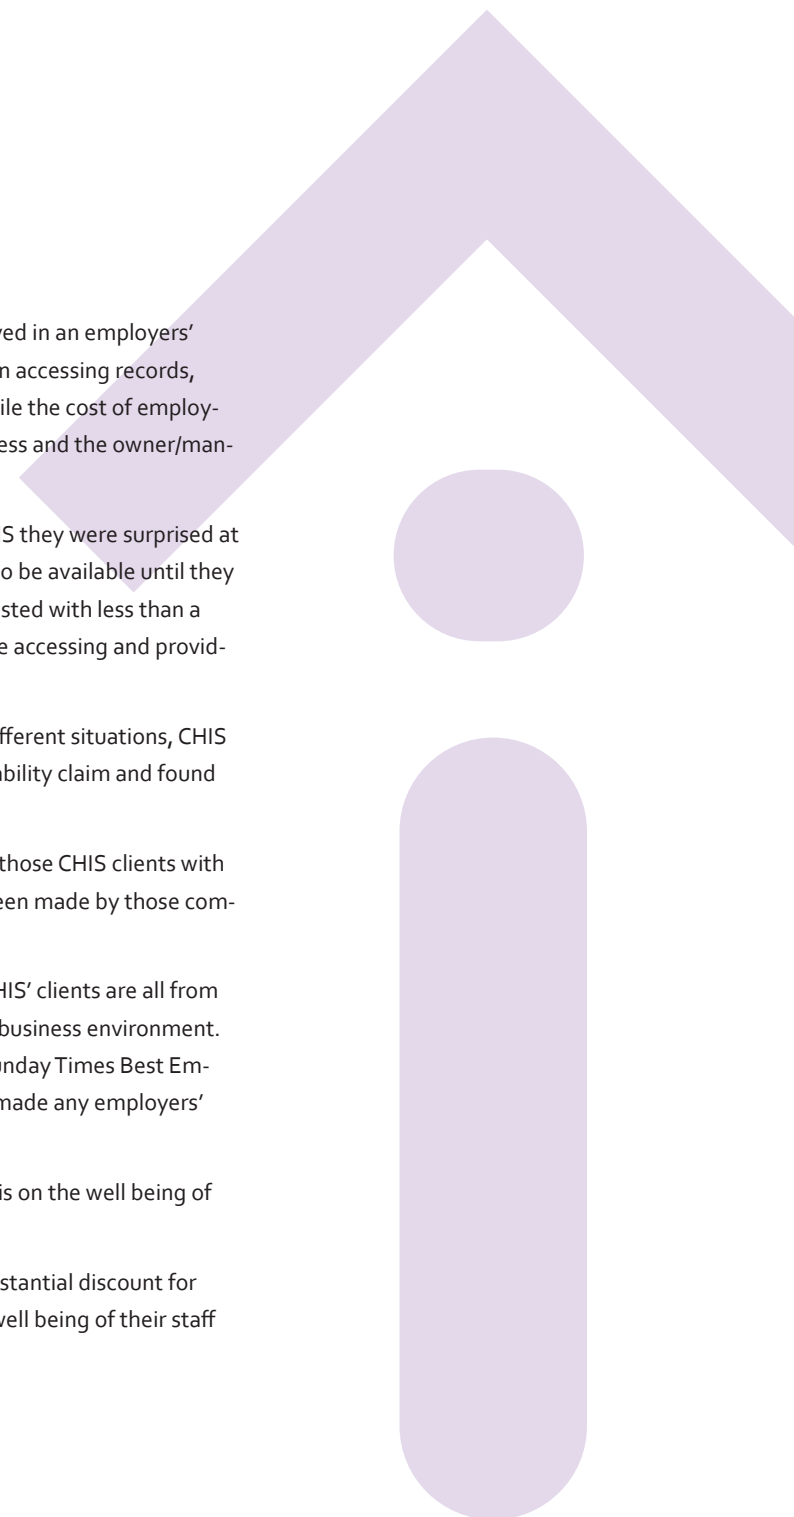 ved in an employers’
n accessing records,
ile the cost of employ-
ess and the owner/man-
S they were surprised at
o be available until they
sted with less than a
e accessing and provid-
fferent situations, CHIS
ability claim and found
those CHIS clients with
een made by those com-
HIS’ clients are all from
business environment.
unday Times Best Em-
made any employers’
is on the well being of
stantial discount for
well being of their staff